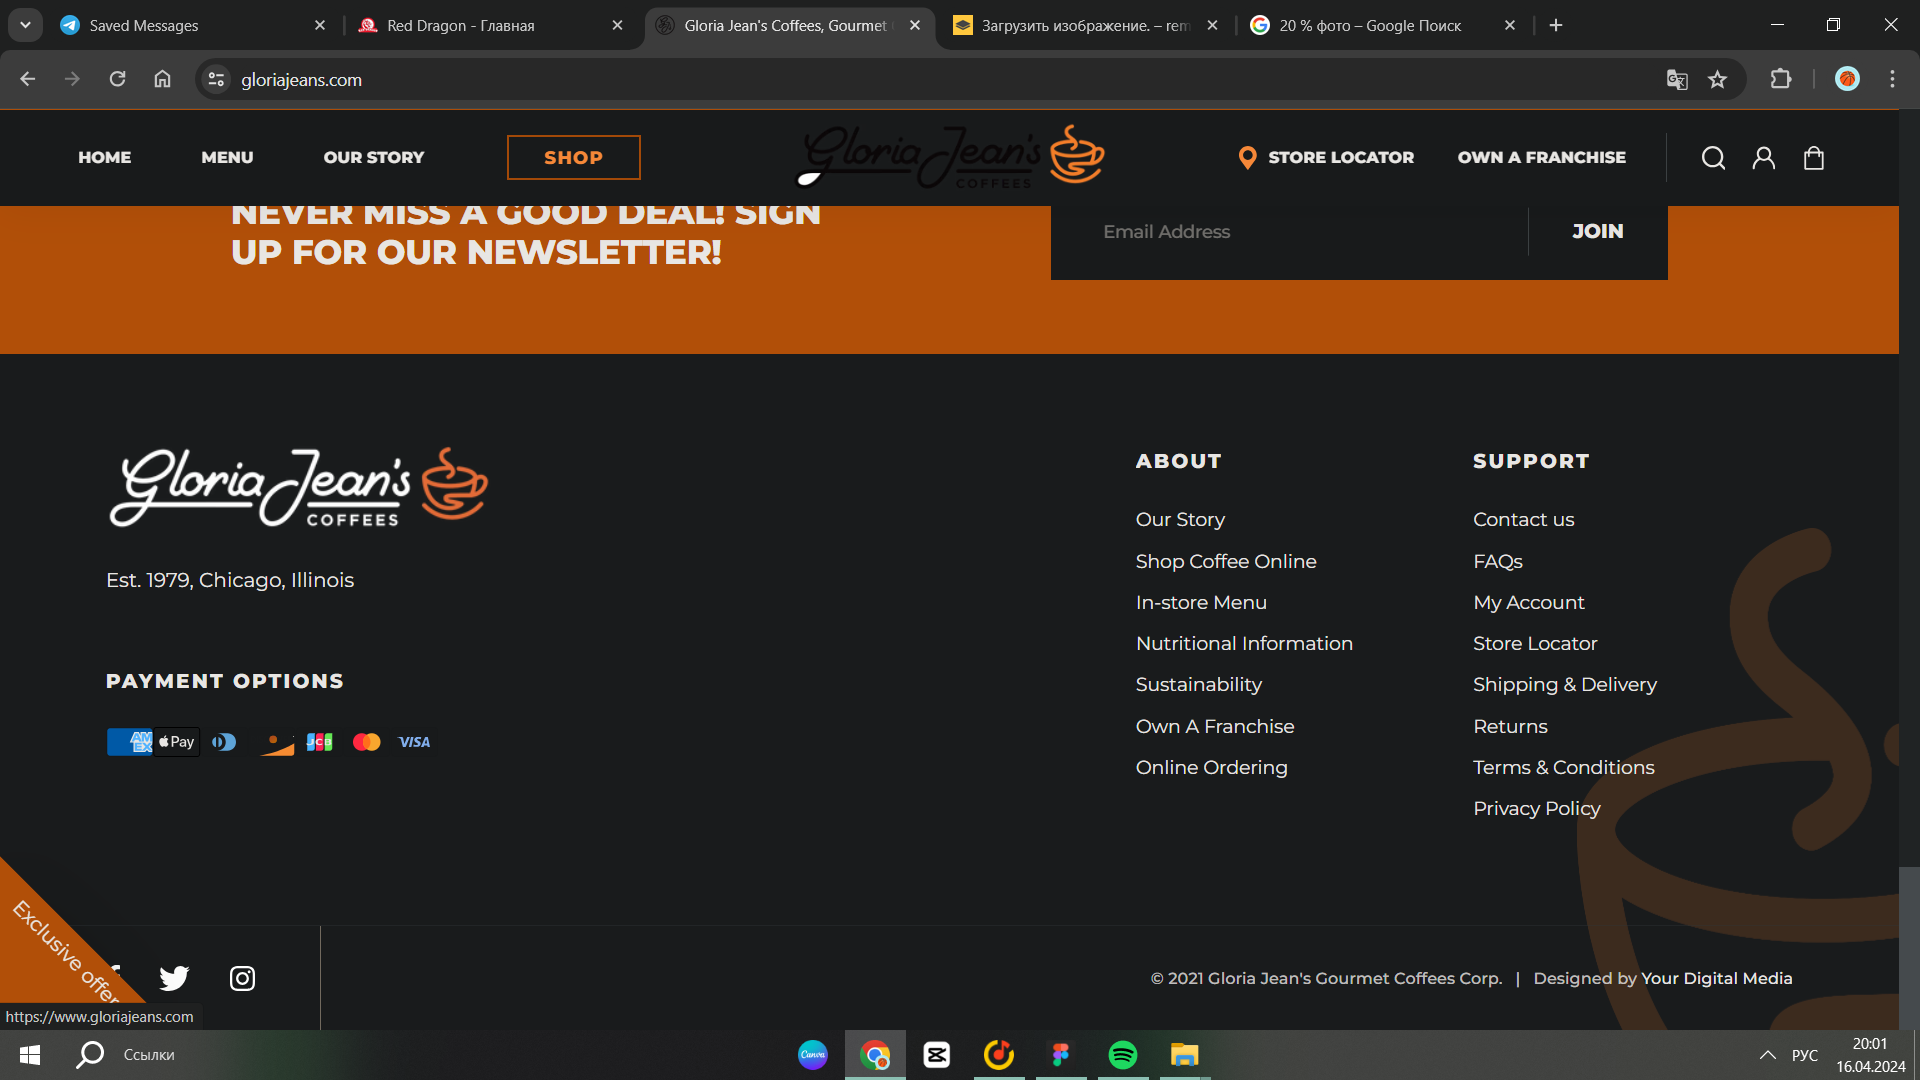 Saved Messages
Red Dragon - Главная
Gloria Jean's Coffees, Gourmet
Загрузить изображение. – rem
20 % фото – Google Поиск
gloriajeans.com
HOME
MENU
OUR STORY
SHOP
Gloria Jean's
COFFEES
STORE LOCATOR
OWN A FRANCHISE
NEVER MISS A GOOD DEAL! SIGN
UP FOR OUR NEWSLETTER!
Email Address
JOIN
Gloria Jean's
COFFEES
Est. 1979, Chicago, Illinois
PAYMENT OPTIONS
AM
EX
Pay
JCB
VISA
ABOUT
Our Story
Shop Coffee Online
In-store Menu
Nutritional Information
Sustainability
Own A Franchise
Online Ordering
SUPPORT
Contact us
FAQs
My Account
Store Locator
Shipping & Delivery
Returns
Terms & Conditions
Privacy Policy
Exclusive offer
© 2021 Gloria Jean's Gourmet Coffees Corp. | Designed by Your Digital Media
https://www.gloriajeans.com
Ссылки
Canva
РУС
20:01
16.04.2024